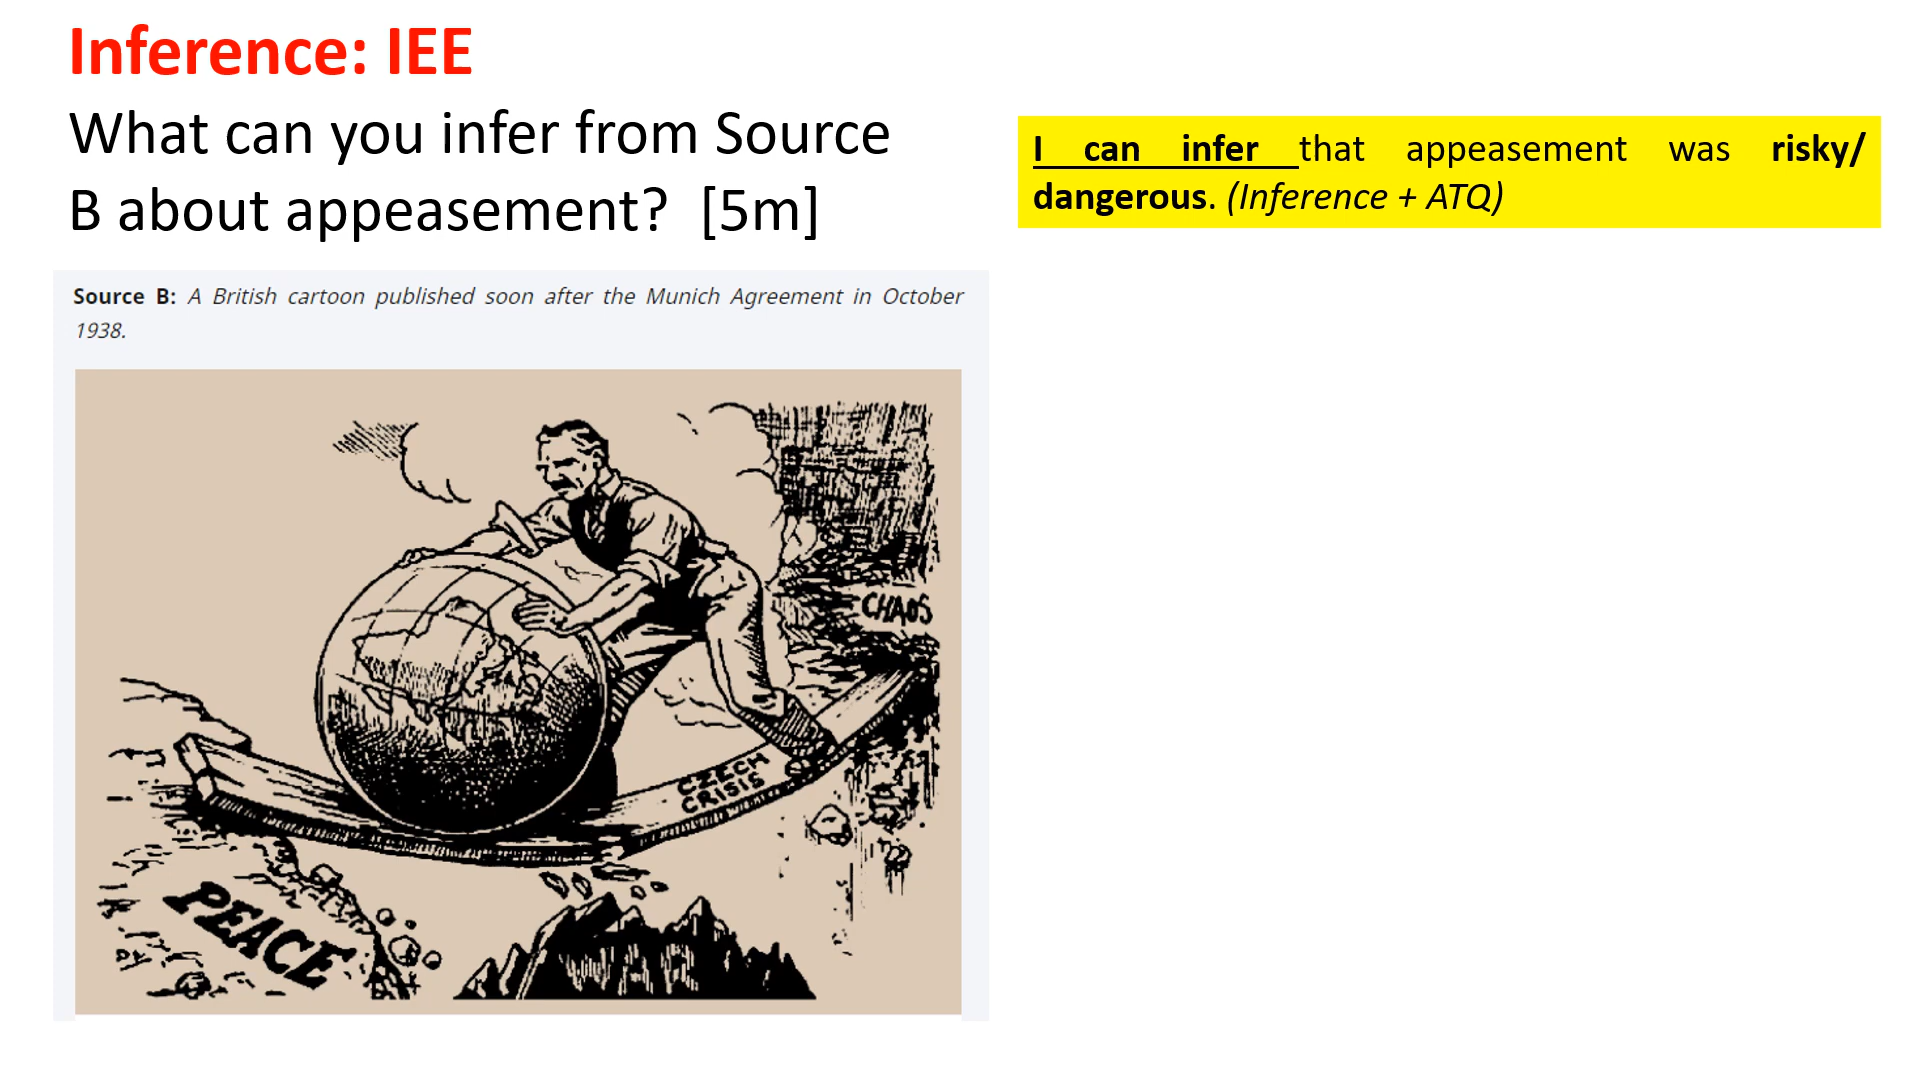 Inference: IEE
What can you infer from Source
B about appeasement? [5m]
I can infer that appeasement was risky/
dangerous. (Inference + ATQ)
Source B: A British cartoon published soon after the Munich Agreement in October
1938.
CHAOS
CZECH
CRISIS
PEACE
WAR